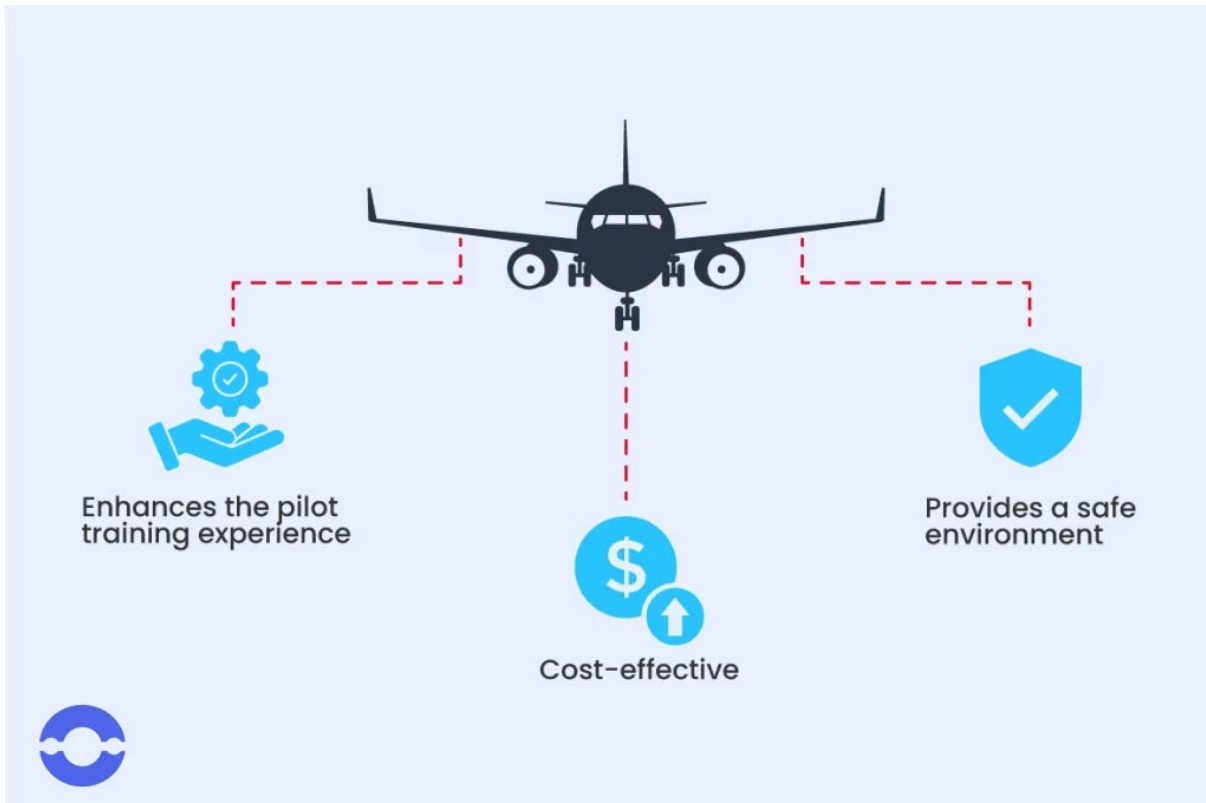 Enhances the pilot
training experience
$
Cost-effective
Provides a safe
environment